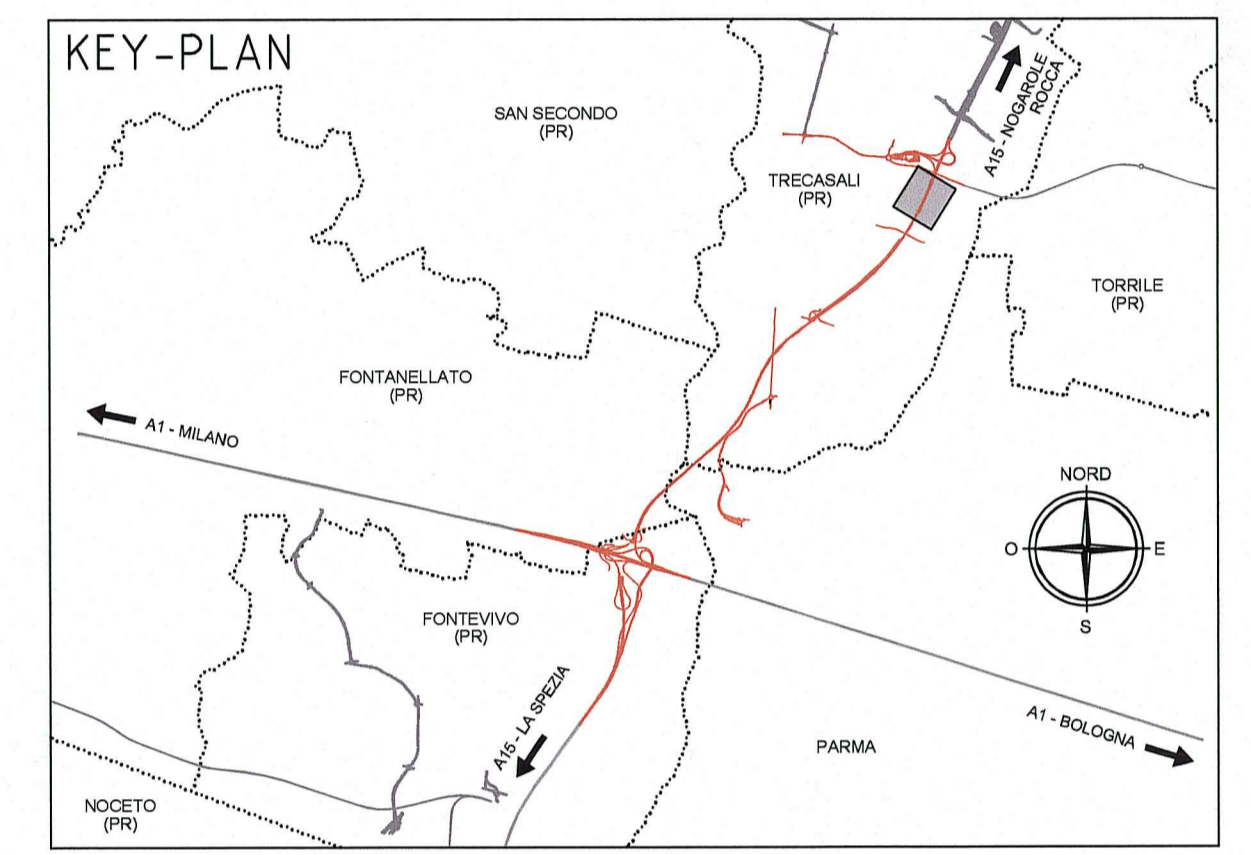 KEY-PLAN
SAN SECONDO
(PR)
A15 - NOGAROLE
ROCCA
TRECASALI
(PR)
TORRILE
(PR)
FONTANELLATO
(PR)
A1 - MILANO
NORD
O
E
S
FONTEVIVO
(PR)
A15 - LA SPEZIA
A1 - BOLOGNA
PARMA
NOCETO
(PR)